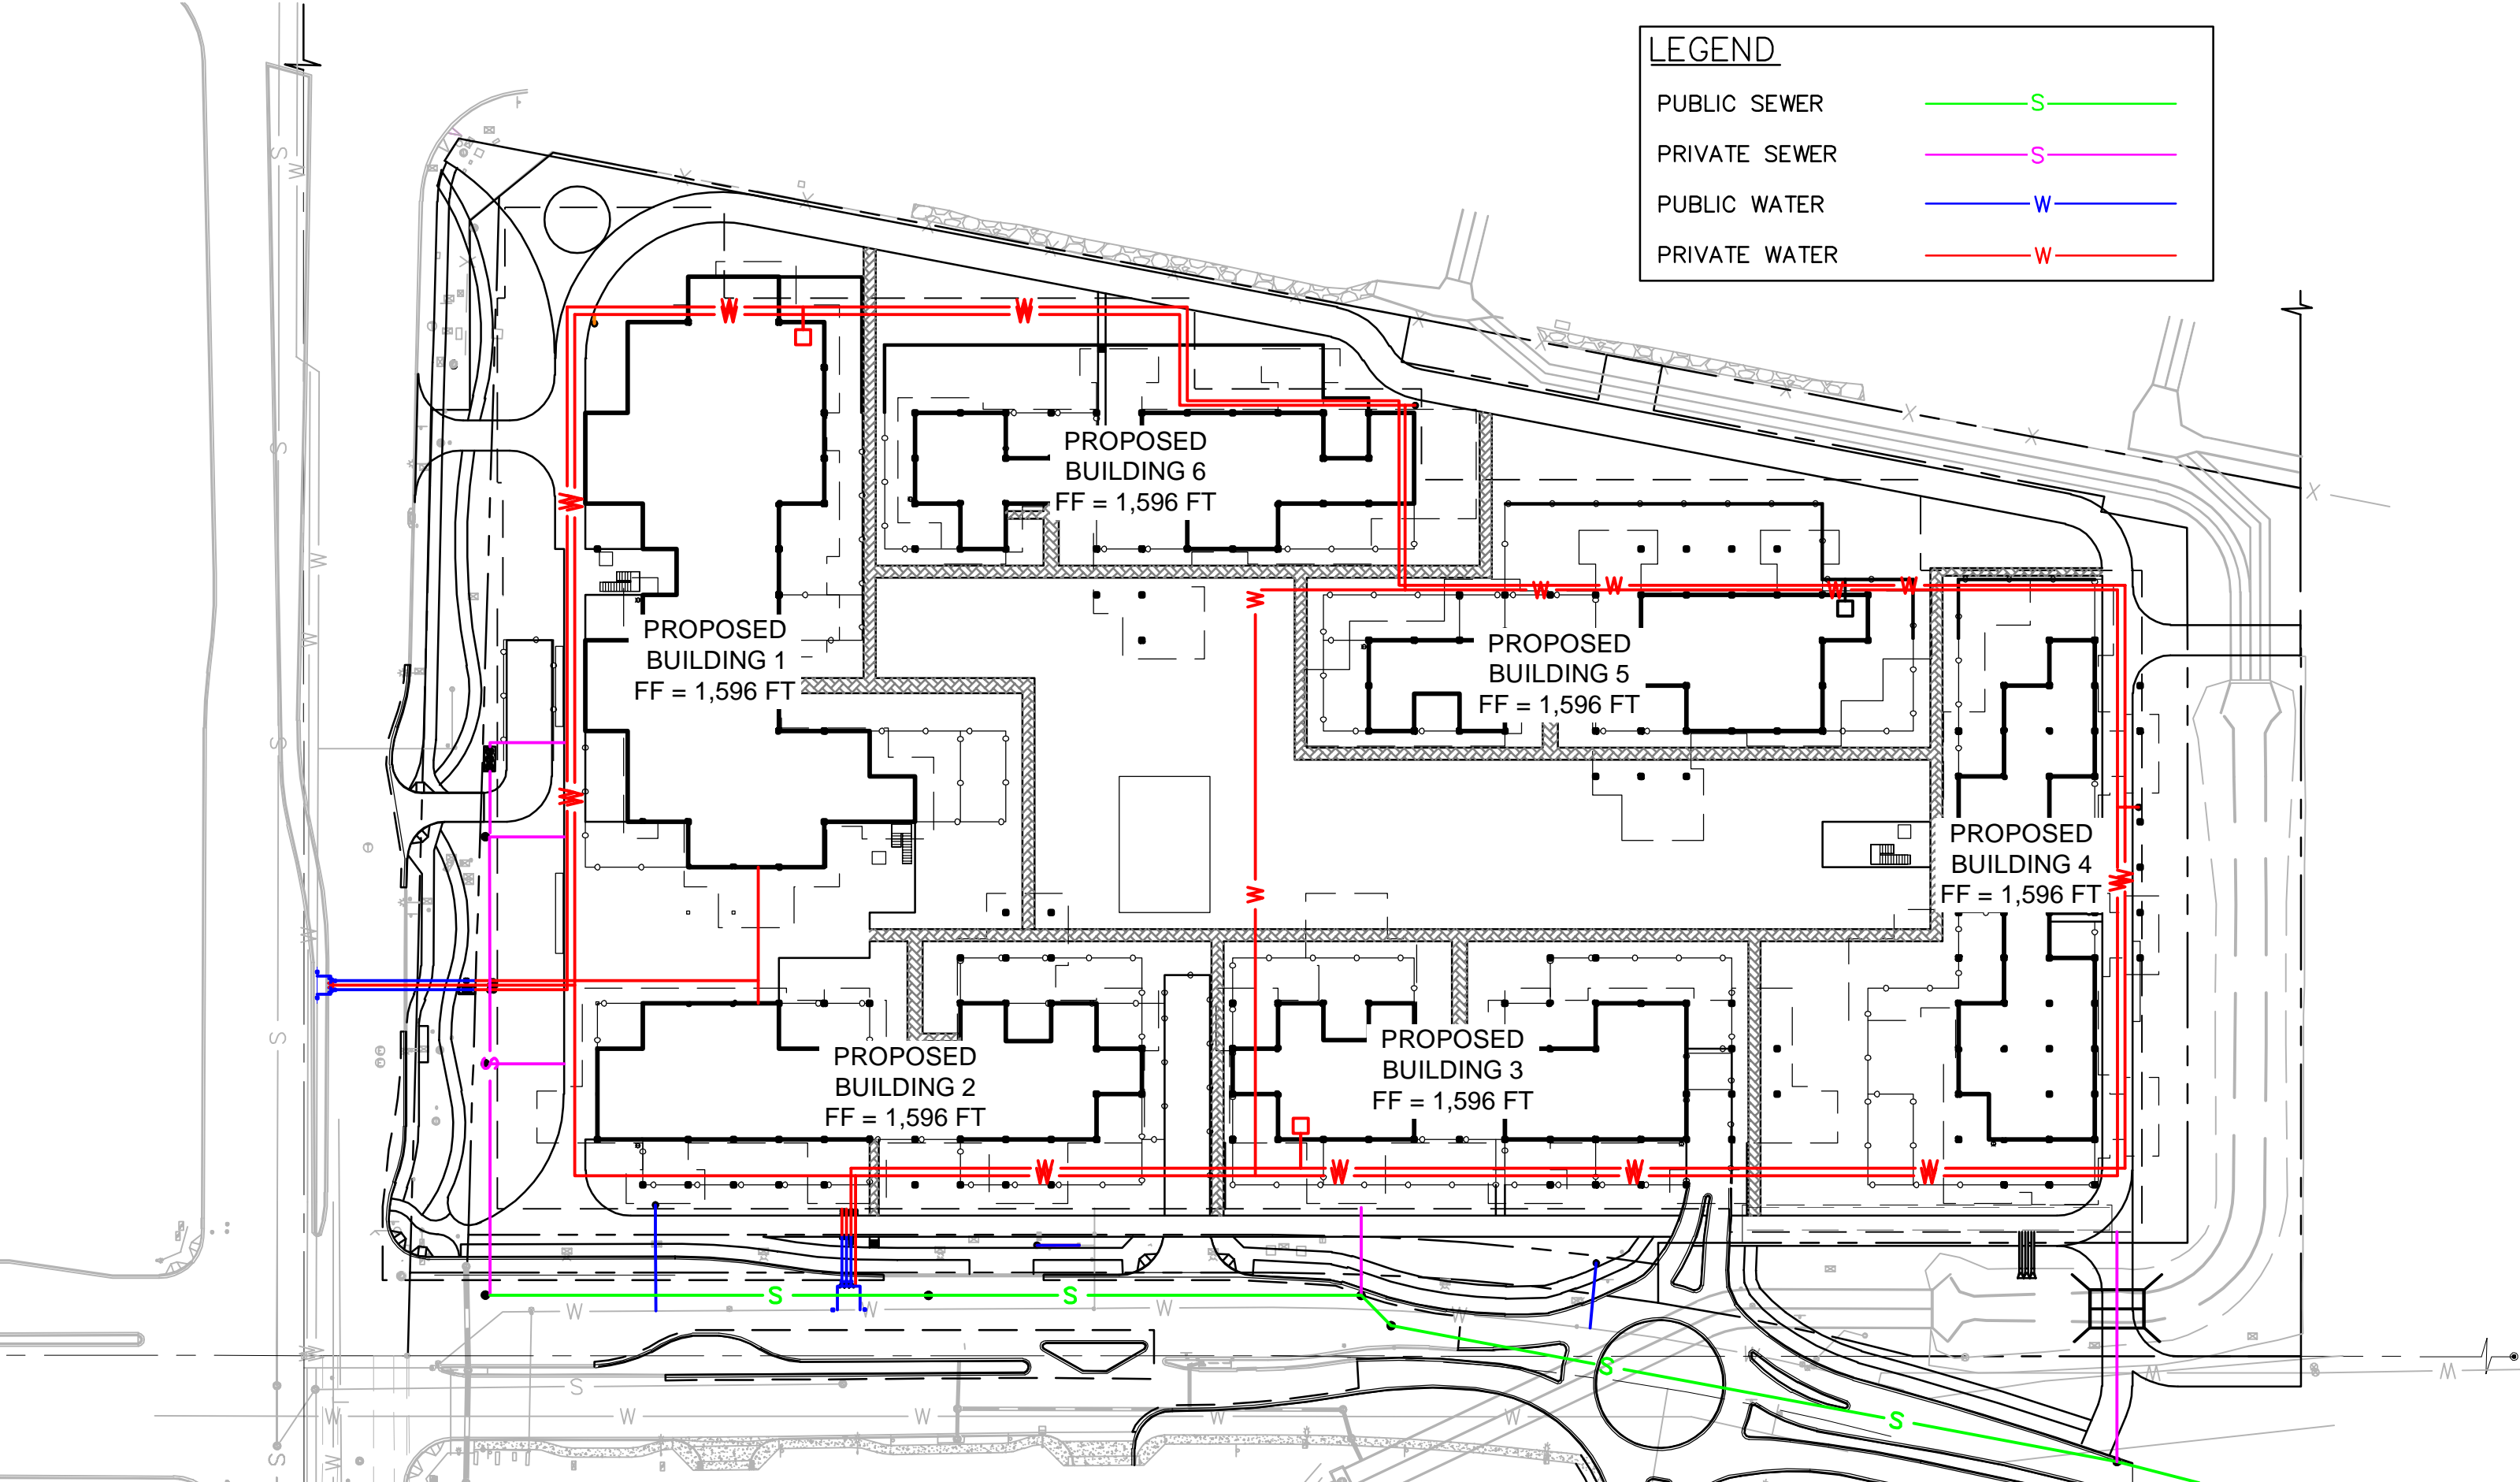 LEGEND
PUBLIC SEWER S
PRIVATE SEWER S
PUBLIC WATER W
PRIVATE WATER W
PROPOSED
BUILDING 6
FF = 1,596 FT
PROPOSED
BUILDING 1
FF = 1,596 FT
PROPOSED
BUILDING 5
FF = 1,596 FT
PROPOSED
BUILDING 4
FF = 1,596 FT
PROPOSED
BUILDING 2
FF = 1,596 FT
PROPOSED
BUILDING 3
FF = 1,596 FT